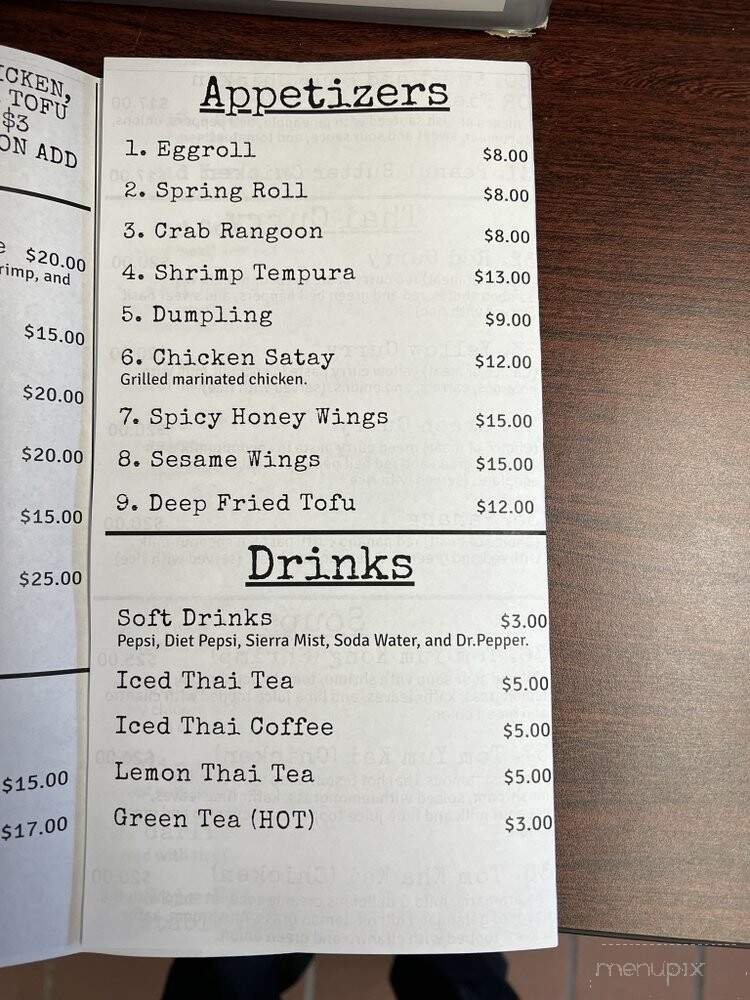 ICKEN,
TOFU
$3
ON ADD
$20.00
rimp, and
$15.00
$20.00
$20.00
$15.00
$25.00
$15.00
$17.00
Appetizers
1. Eggroll $8.00
2. Spring Roll $8.00
3. Crab Rangoon $8.00
4. Shrimp Tempura $13.00
5. Dumpling $9.00
6. Chicken Satay $12.00
Grilled marinated chicken.
7. Spicy Honey Wings $15.00
8. Sesame Wings $15.00
9. Deep Fried Tofu $12.00
Drinks
Soft Drinks $3.00
Pepsi, Diet Pepsi, Sierra Mist, Soda Water, and Dr.Pepper.
Iced Thai Tea $5.00
Iced Thai Coffee $5.00
Lemon Thai Tea $5.00
Green Tea (HOT) $3.00
menupix